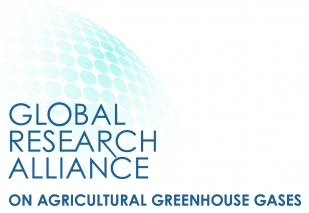 GLOBAL
RESEARCH
ALLIANCE
ON AGRICULTURAL GREENHOUSE GASES